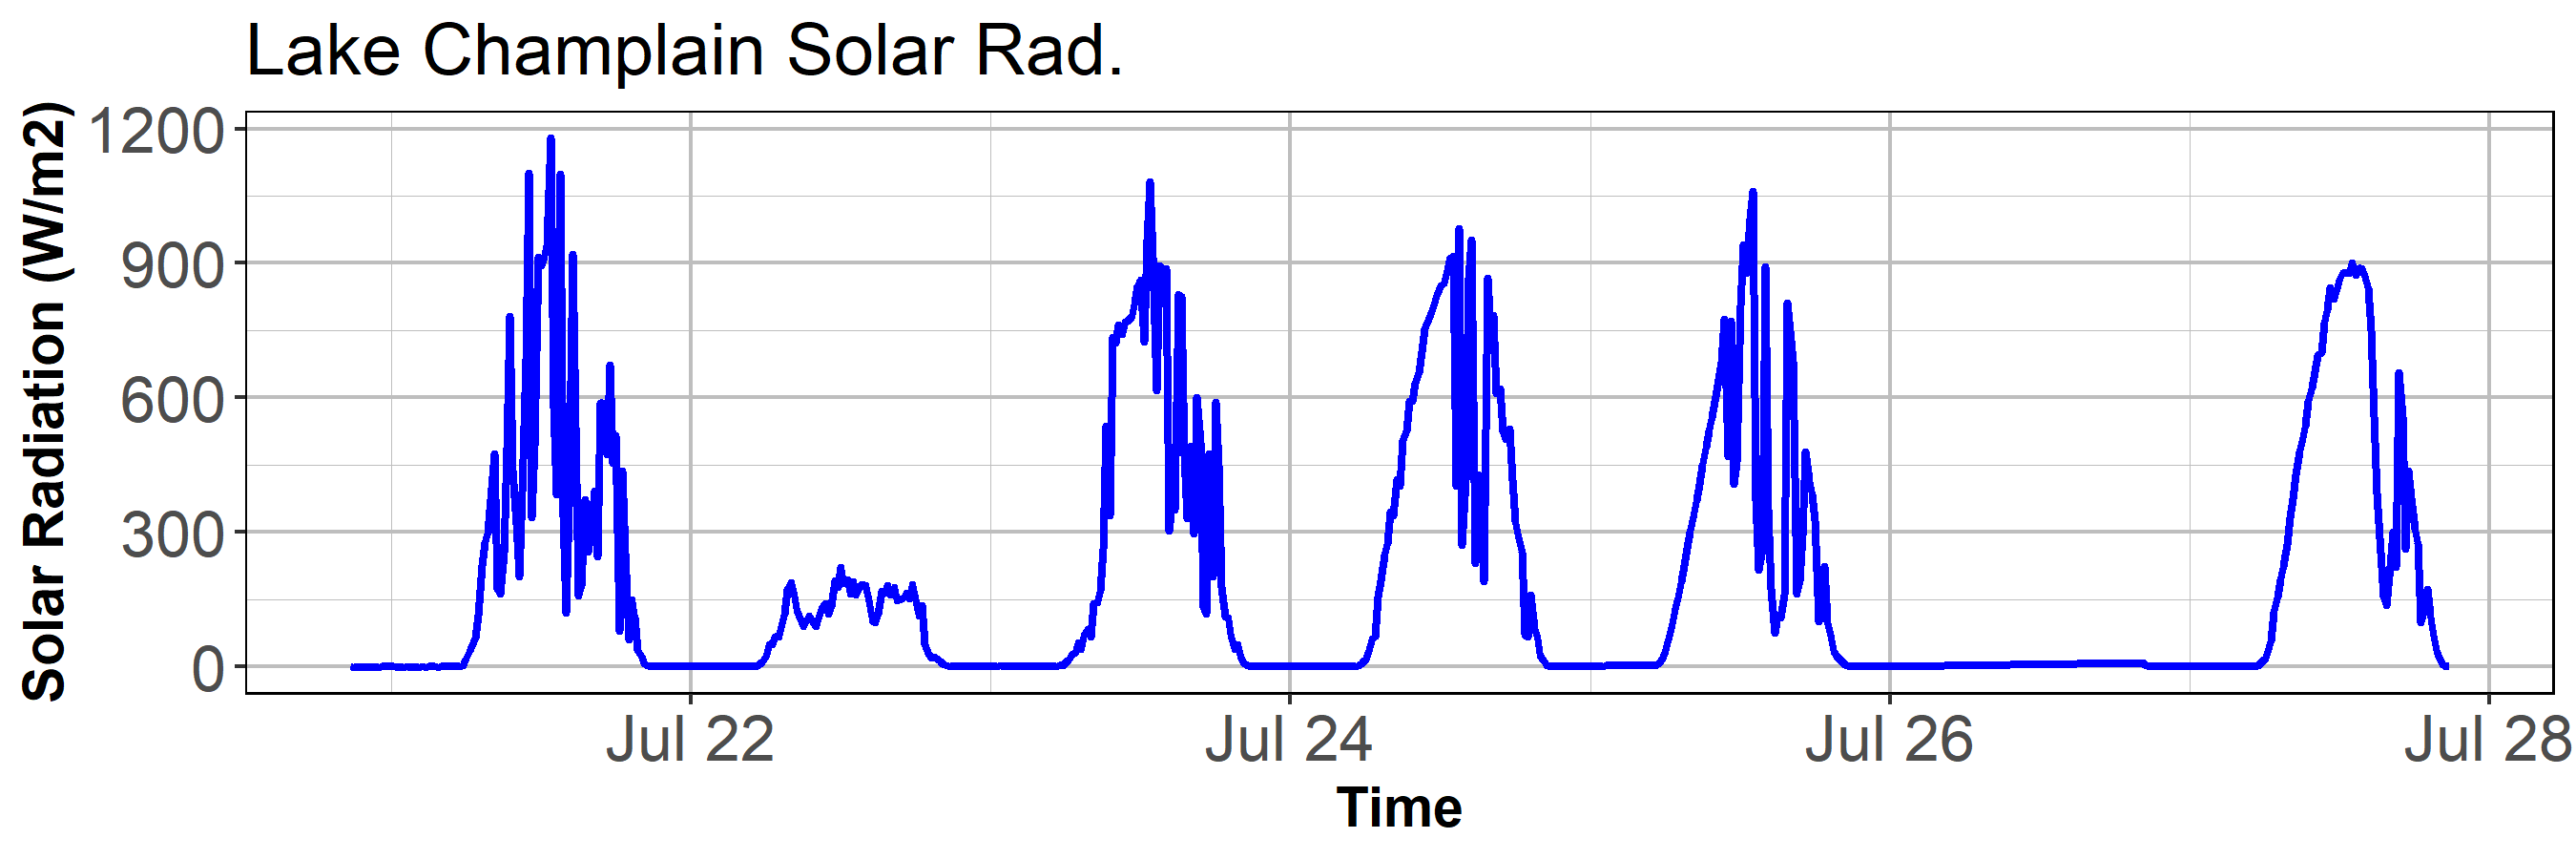 Lake Champlain Solar Rad.
Solar Radiation (W/m2)
1200
900
600
300
0
Jul 22
Jul 24
Jul 26
Jul 28
Time